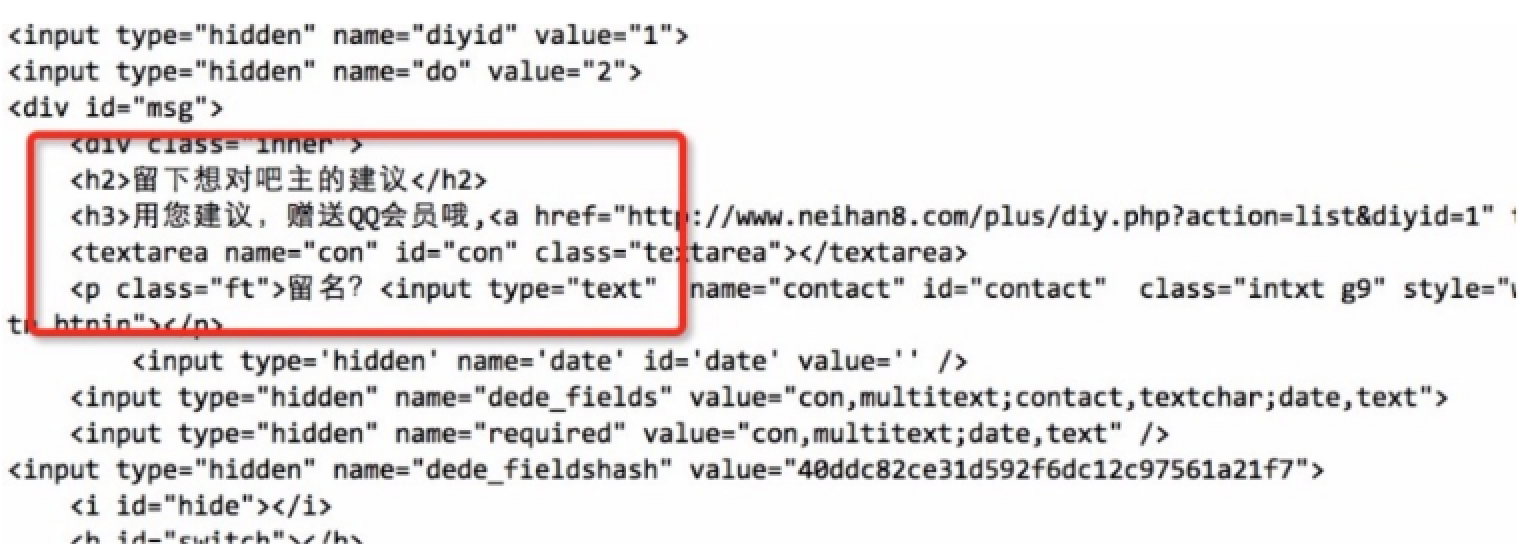 <input type="hidden" name="diyid" value="1">
<input type="hidden" name="do" value="2">
<div id="msg">
<div class="inner">
<h2>留下想对吧主的建议</h2>
<h3>用您建议，赠送QQ会员哦,<a href="http://www.neihan8.com/plus/diy.php?action=list&diyid=1" t
<textarea name="con" id="con" class="textarea"></textarea>
<p class="ft">留名? <input type="text" name="contact" id="contact" class="intxt g9" style="w
tn htnin"></p>
<input type='hidden' name='date' id='date' value='' />
<input type="hidden" name="dede_fields" value="con,multitext;contact,textchar;date,text">
<input type="hidden" name="required" value="con,multitext;date,text" />
<input type="hidden" name="dede_fieldshash" value="40ddc82ce31d592f6dc12c97561a21f7">
<i id="hide"></i>
<b id="switch"></b>